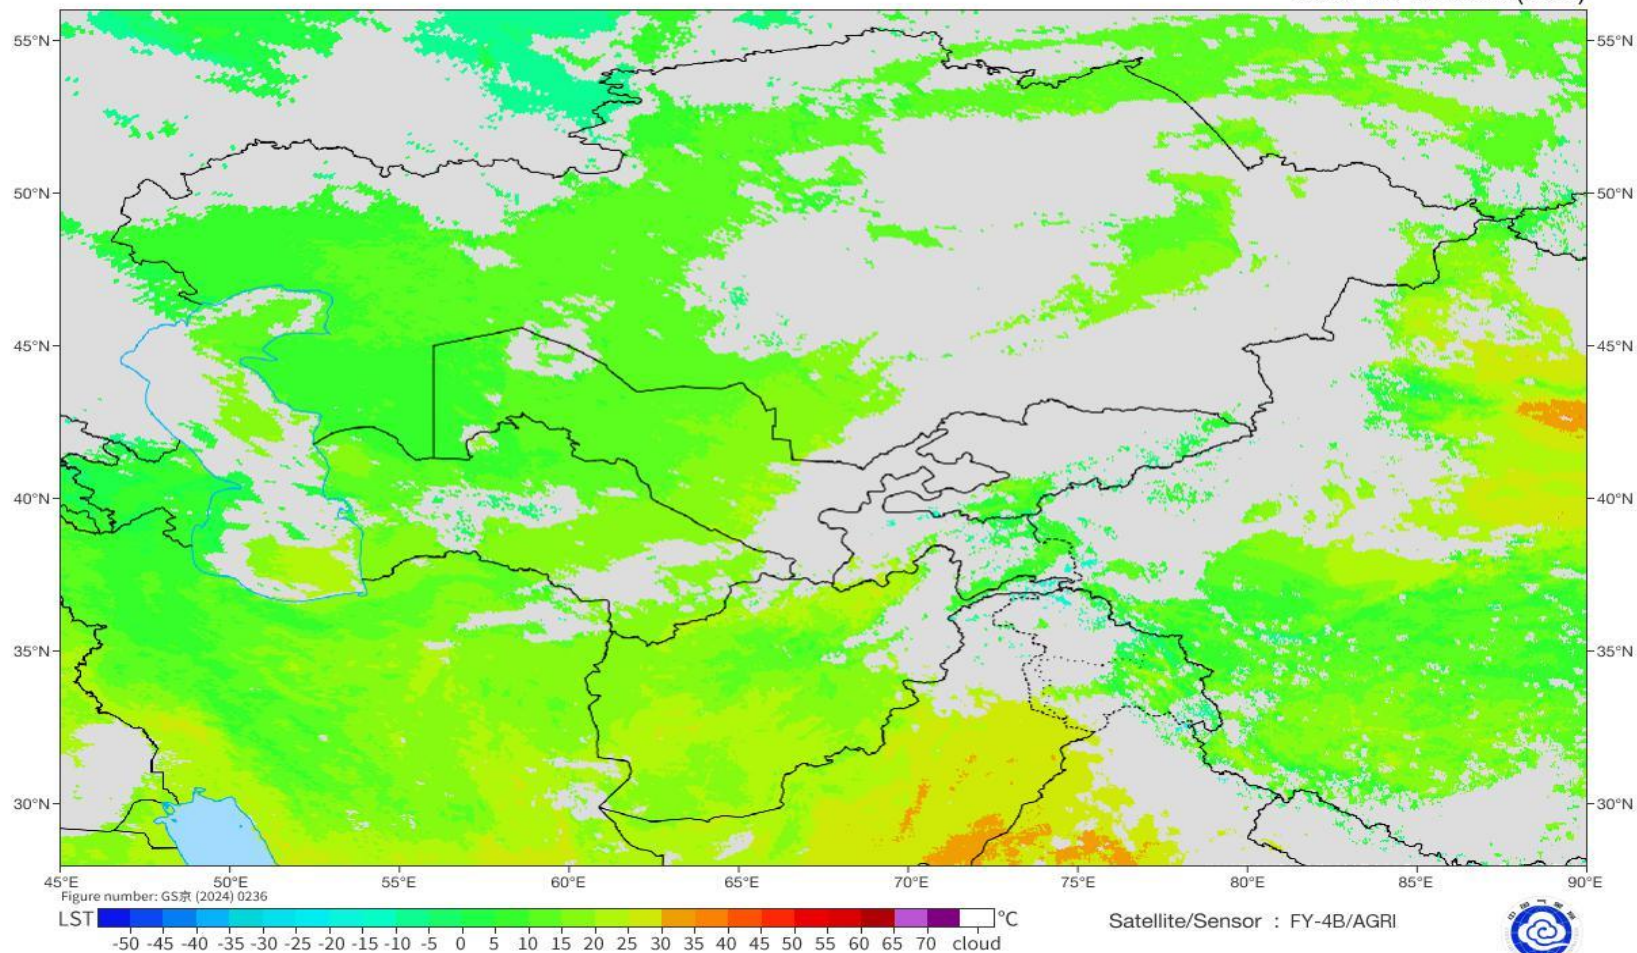 55°N 55°N
50°N 50°N
45°N 45°N
40°N 40°N
35°N 35°N
30°N 30°N
45°E 50°E 55°E 60°E 65°E 70°E 75°E 80°E 85°E 90°E
Figure number: GS京 (2024) 0236
LST °C
-50 -45 -40 -35 -30 -25 -20 -15 -10 -5 0 5 10 15 20 25 30 35 40 45 50 55 60 65 70 cloud
Satellite/Sensor : FY-4B/AGRI